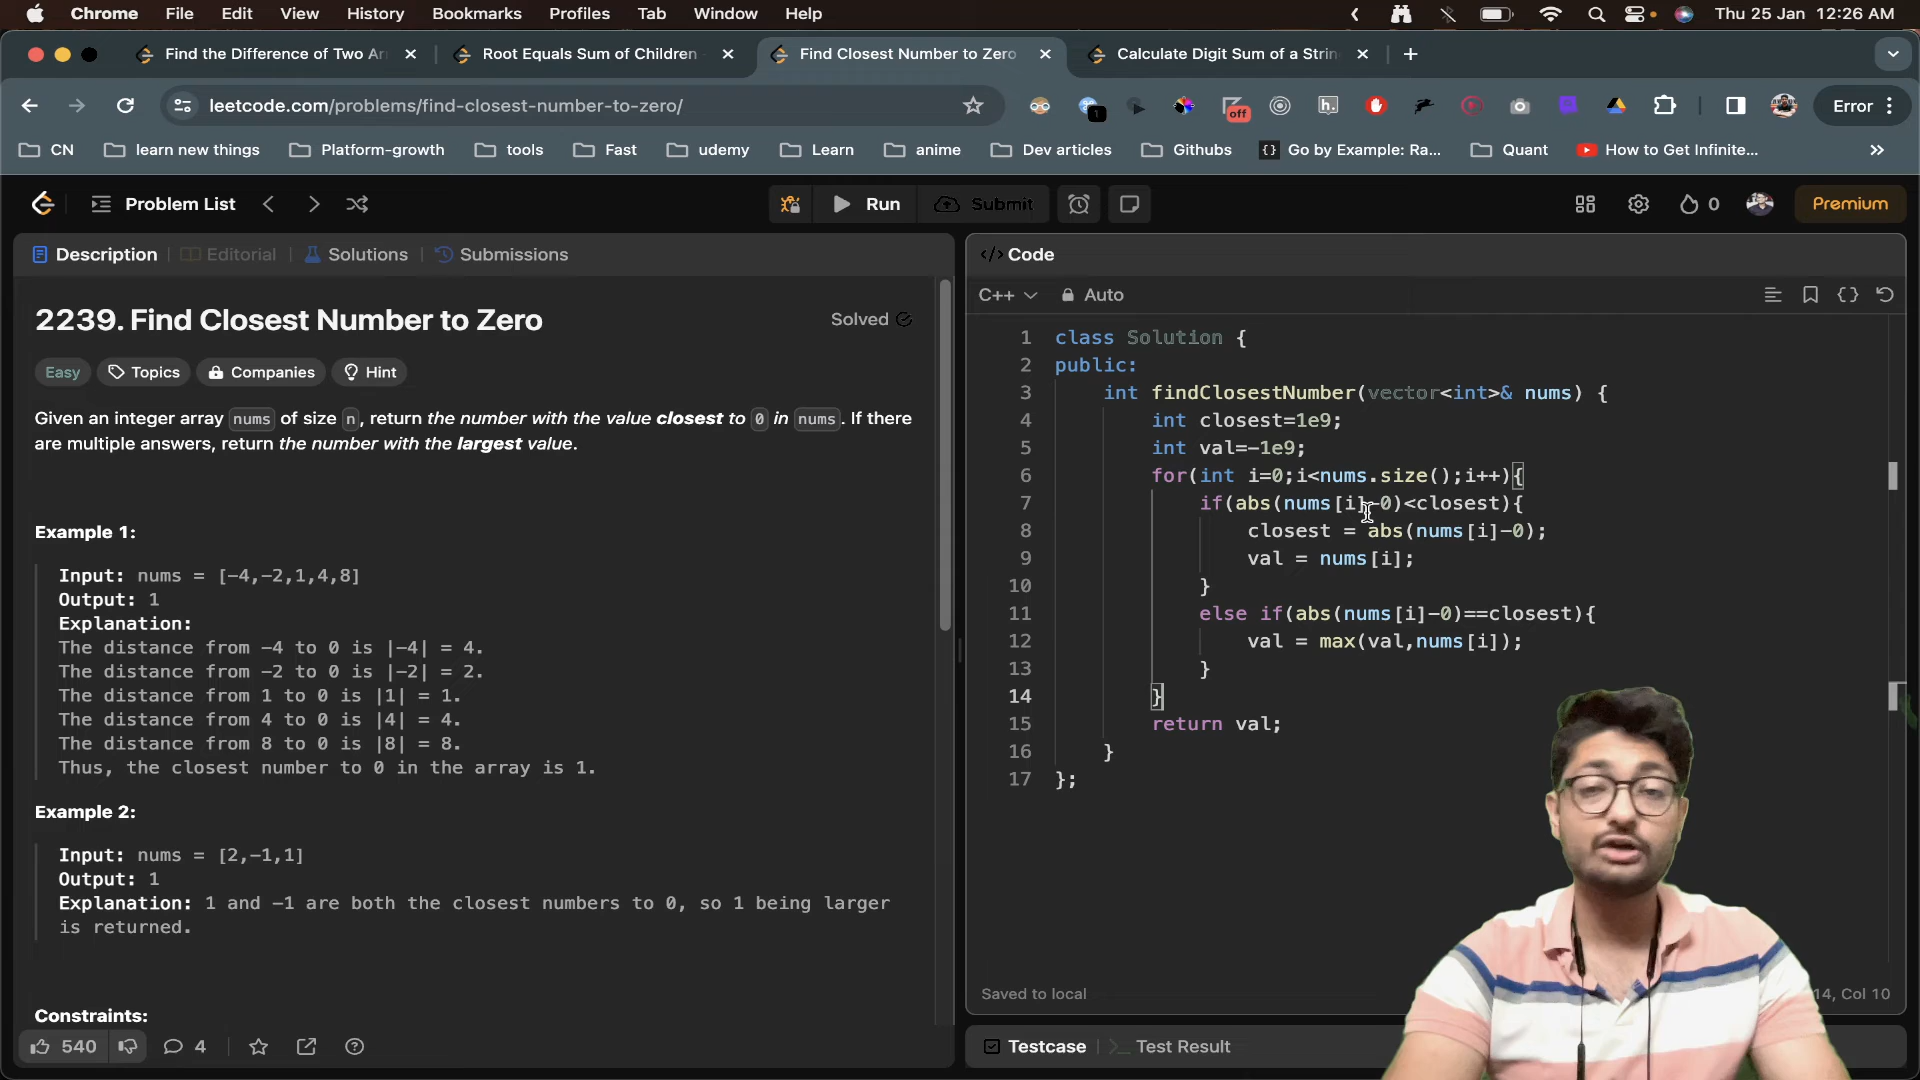 Chrome File Edit View History Bookmarks Profiles Tab Window Help Thu 25 Jan 12:26 AM
Find the Difference of Two Ar Root Equals Sum of Children Find Closest Number to Zero Calculate Digit Sum of a Strin
leetcode.com/problems/find-closest-number-to-zero/ 1 off h. Error
CN learn new things Platform-growth tools Fast udemy Learn anime Dev articles Githubs Go by Example: Ra... Quant How to Get Infinite...
Problem List Run Submit 0 Premium
Description Editorial Solutions Submissions
2239. Find Closest Number to Zero Solved
Easy Topics Companies Hint
Given an integer array nums of size n, return the number with the value closest to 0 in nums. If there
are multiple answers, return the number with the largest value.
Example 1:
Input: nums = [-4,-2,1,4,8]
Output: 1
Explanation:
The distance from -4 to 0 is |-4| = 4.
The distance from -2 to 0 is |-2| = 2.
The distance from 1 to 0 is |1| = 1.
The distance from 4 to 0 is |4| = 4.
The distance from 8 to 0 is |8| = 8.
Thus, the closest number to 0 in the array is 1.
Example 2:
Input: nums = [2,-1,1]
Output: 1
Explanation: 1 and -1 are both the closest numbers to 0, so 1 being larger
is returned.
Constraints:
540 4
</> Code
C++ Auto
1 class Solution {
2 public:
3 int findClosestNumber(vector<int>& nums) {
4 int closest=1e9;
5 int val=-1e9;
6 for(int i=0;i<nums.size();i++){
7 if(abs(nums[i]-0)<closest){
8 closest = abs(nums[i]-0);
9 val = nums[i];
10 }
11 else if(abs(nums[i]-0)==closest){
12 val = max(val,nums[i]);
13 }
14 }
15 return val;
16 }
17 };
Saved to local 14, Col 10
Testcase >_ Test Result